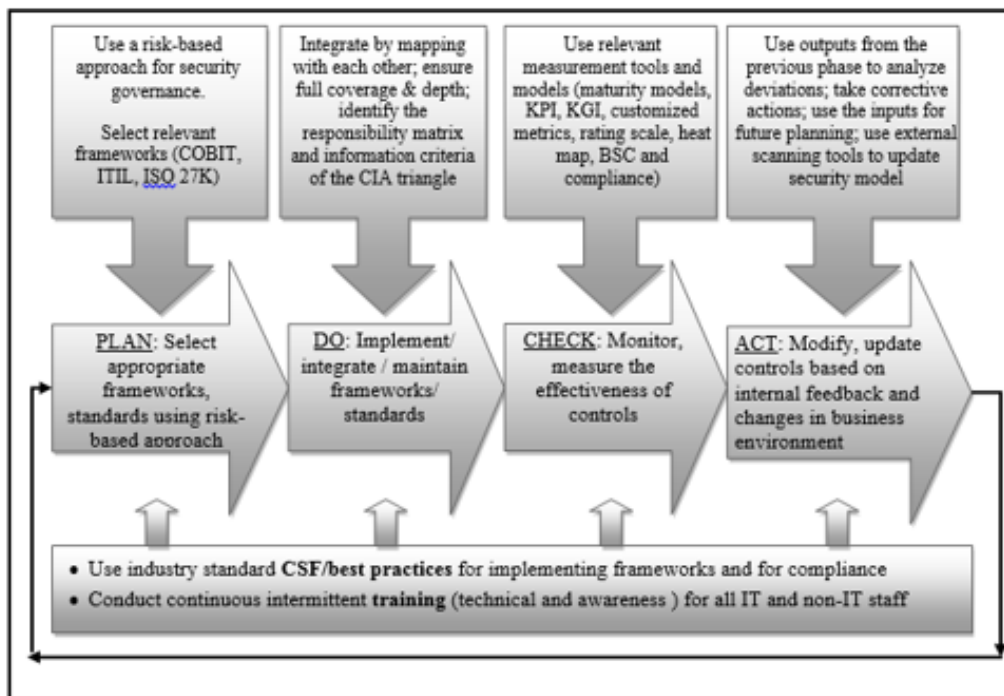 Use a risk-based
approach for security
governance.
Select relevant
frameworks (COBIT,
ITIL, ISO 27K)
Integrate by mapping
with each other; ensure
full coverage & depth;
identify the
responsibility matrix
and information criteria
of the CIA triangle
Use relevant
measurement tools and
models (maturity models,
KPI, KGI, customized
metrics, rating scale, heat
map, BSC and
compliance)
Use outputs from the
previous phase to analyze
deviations; take corrective
actions; use the inputs for
future planning; use external
scanning tools to update
security model
PLAN: Select
appropriate
frameworks,
standards using risk-
based approach
DO: Implement/
integrate / maintain
frameworks/
standards
CHECK: Monitor,
measure the
effectiveness of
controls
ACT: Modify, update
controls based on
internal feedback and
changes in business
environment
• Use industry standard CSF/best practices for implementing frameworks and for compliance
• Conduct continuous intermittent training (technical and awareness ) for all IT and non-IT staff